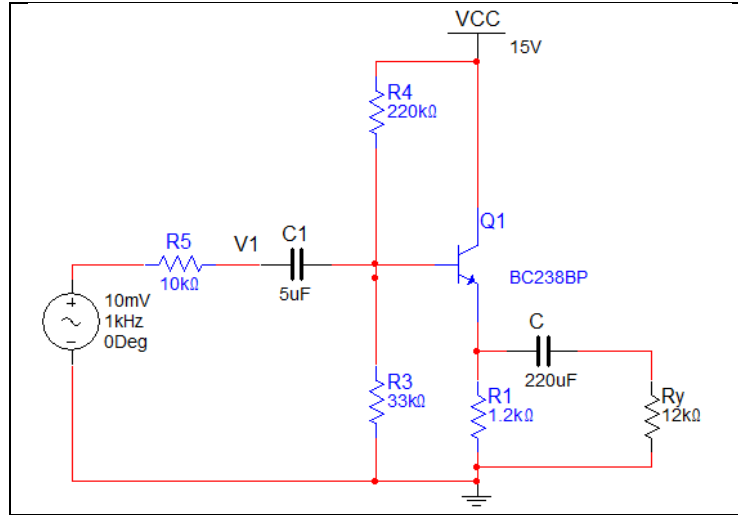 VCC
15V
R4
220kΩ
Q1
BC238BP
R5
10kΩ
V1
C1
5uF
10mV
1kHz
0Deg
R3
33kΩ
C
220uF
R1
1.2kΩ
Ry
12kΩ